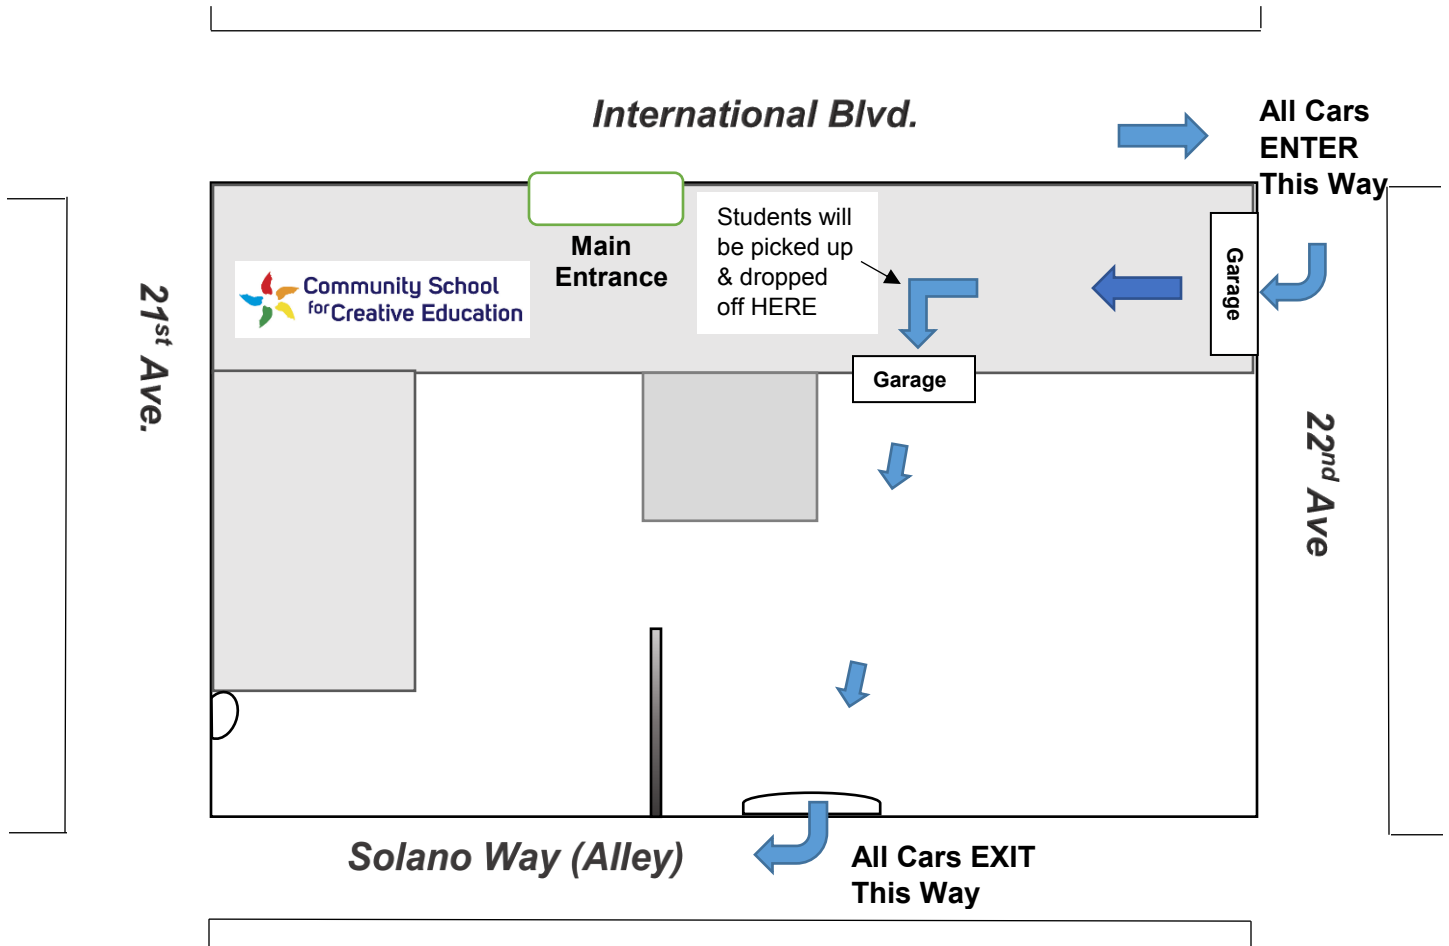 International Blvd.
All Cars
ENTER
This Way
Main
Entrance
Students will
be picked up
& dropped
off HERE
Garage
Community School
for Creative Education
21st Ave.
Garage
22nd Ave
Solano Way (Alley)
All Cars EXIT
This Way